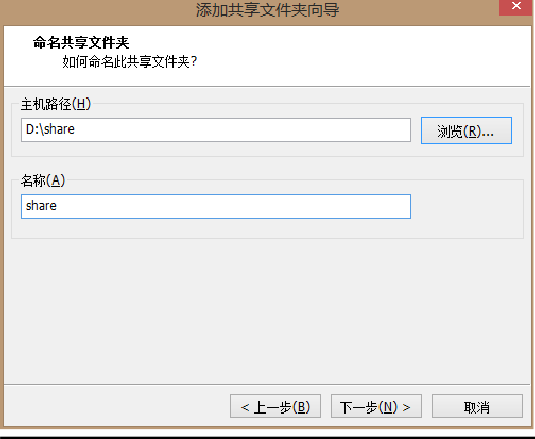 添加共享文件夹向导
命名共享文件夹
如何命名此共享文件夹?
主机路径(H)
D:\share
浏览(R)...
名称(A)
share
< 上一步(B)
下一步(N) >
取消